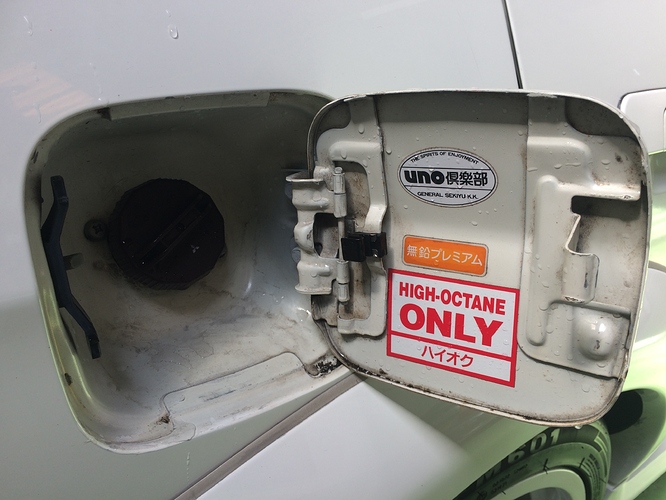 THE SPIRITS OF ENJOYMENT
uno倶楽部
GENERAL SEKIYU K.K.
無鉛プレミアム
HIGH-OCTANE
ONLY
ハイオク
601